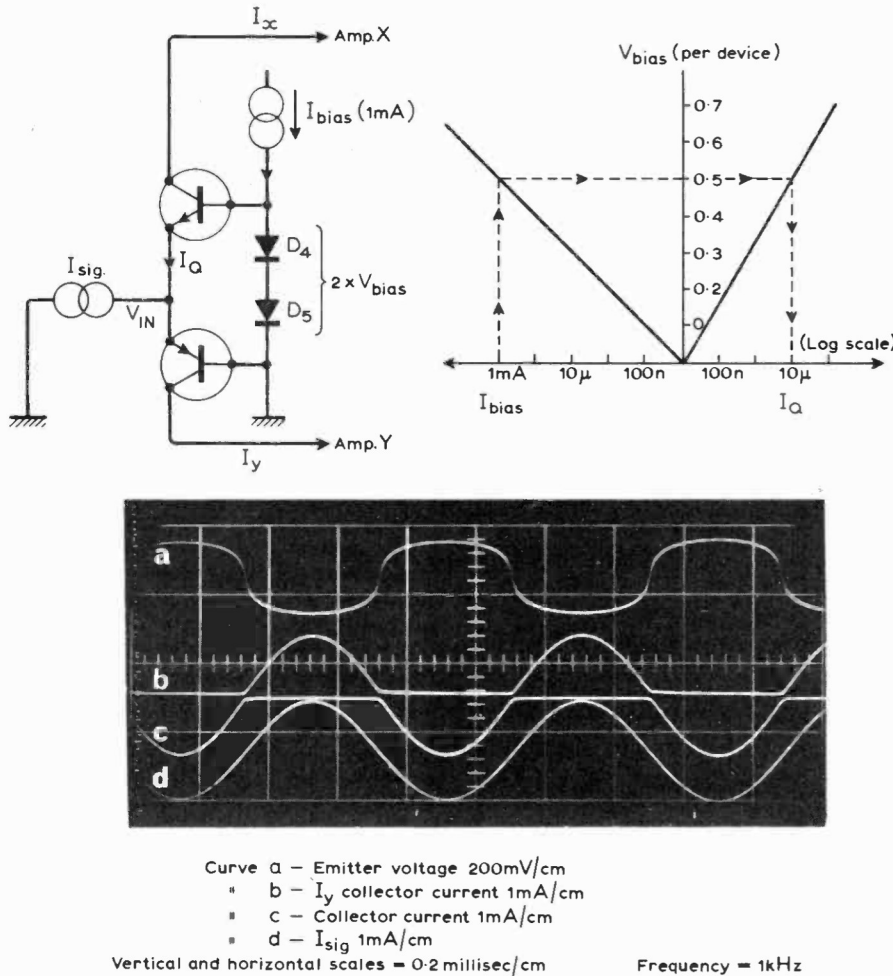 Iₓ
Amp. X
I_bias (1mA)
D₄
I_Q
2 × V_bias
I_sig.
V_IN
D₅
Amp. Y
I_y
V_bias (per device)
0·7
0·6
0·5
0·4
0·3
0·2
0
(Log scale)
1mA 10μ 100n 100n 10μ
I_bias I_Q
a
b
c
d
Curve a – Emitter voltage 200mV/cm
" b – I_y collector current 1mA/cm
" c – Collector current 1mA/cm
" d – I_sig 1mA/cm
Vertical and horizontal scales = 0·2 millisec/cm Frequency = 1kHz